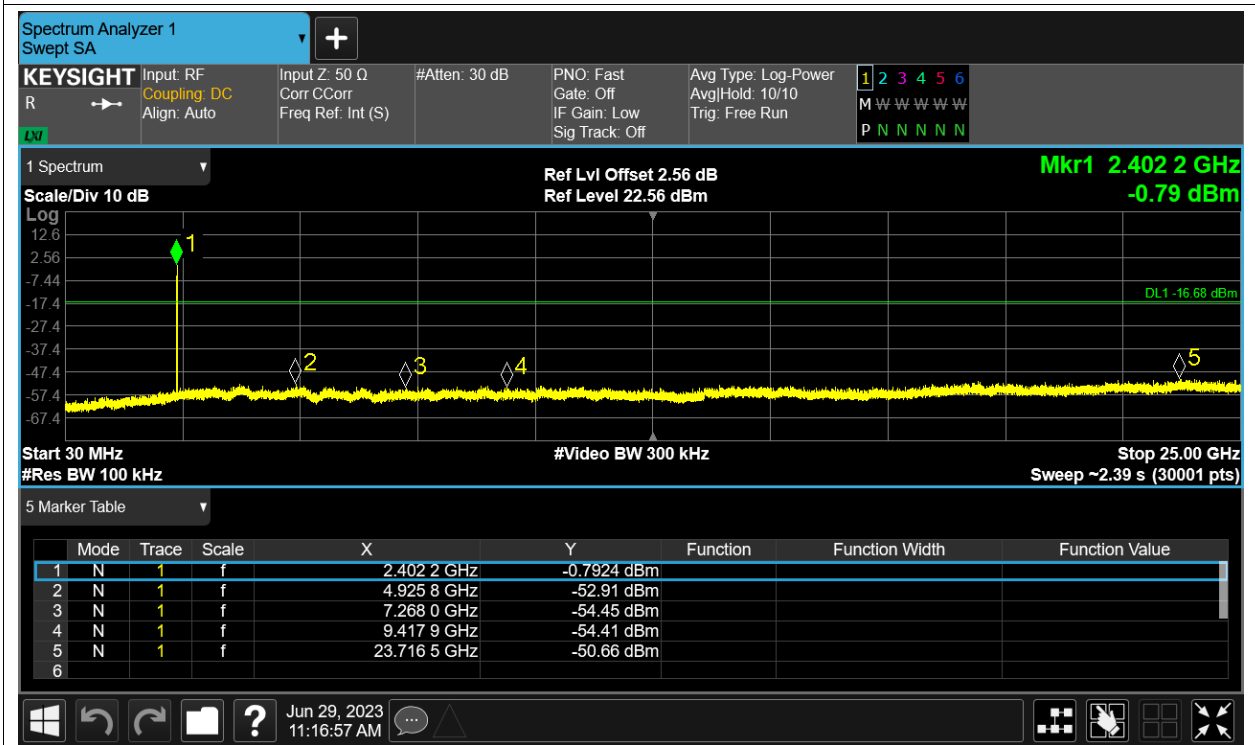 Spectrum Analyzer 1
Swept SA
+
KEYSIGHT Input: RF Input Z: 50 Ω #Atten: 30 dB PNO: Fast Avg Type: Log-Power 1 2 3 4 5 6
R Coupling: DC Corr CCorr Gate: Off Avg|Hold: 10/10 M W W W W W
Align: Auto Freq Ref: Int (S) IF Gain: Low Trig: Free Run
LXI Sig Track: Off P N N N N N
1 Spectrum Ref Lvl Offset 2.56 dB Mkr1 2.402 2 GHz
Scale/Div 10 dB Ref Level 22.56 dBm -0.79 dBm
Log
12.6
1
2.56
-7.44
DL1 -16.68 dBm
-17.4
-27.4
-37.4
2 3 4 5
-47.4
-57.4
-67.4
Start 30 MHz #Video BW 300 kHz Stop 25.00 GHz
#Res BW 100 kHz Sweep ~2.39 s (30001 pts)
5 Marker Table
Mode Trace Scale X Y Function Function Width Function Value
1 N 1 f 2.402 2 GHz -0.7924 dBm
2 N 1 f 4.925 8 GHz -52.91 dBm
3 N 1 f 7.268 0 GHz -54.45 dBm
4 N 1 f 9.417 9 GHz -54.41 dBm
5 N 1 f 23.716 5 GHz -50.66 dBm
6
? Jun 29, 2023
11:16:57 AM